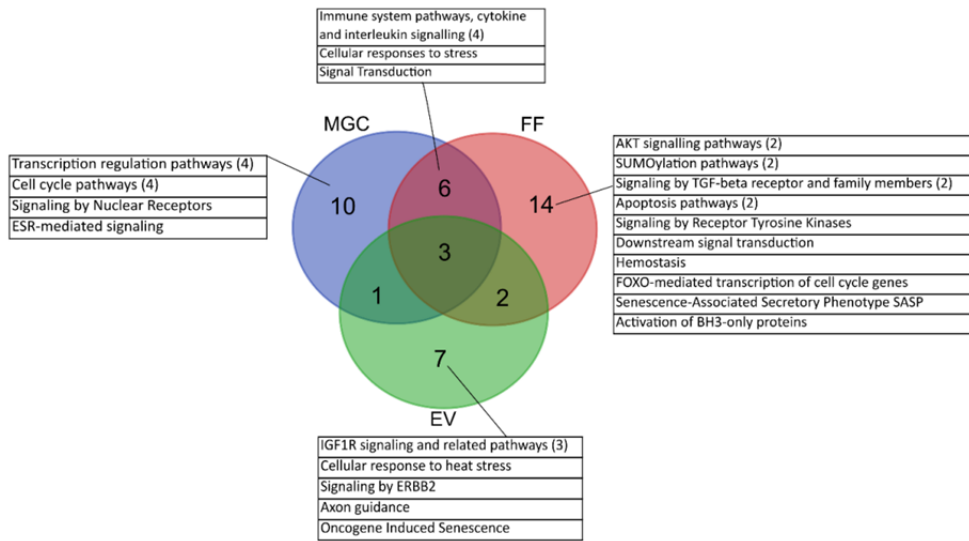 Immune system pathways, cytokine
and interleukin signalling (4)
Cellular responses to stress
Signal Transduction
MGC
FF
Transcription regulation pathways (4)
Cell cycle pathways (4)
Signaling by Nuclear Receptors
ESR-mediated signaling
10
6
14
3
1
2
7
EV
AKT signalling pathways (2)
SUMOylation pathways (2)
Signaling by TGF-beta receptor and family members (2)
Apoptosis pathways (2)
Signaling by Receptor Tyrosine Kinases
Downstream signal transduction
Hemostasis
FOXO-mediated transcription of cell cycle genes
Senescence-Associated Secretory Phenotype SASP
Activation of BH3-only proteins
IGF1R signaling and related pathways (3)
Cellular response to heat stress
Signaling by ERBB2
Axon guidance
Oncogene Induced Senescence